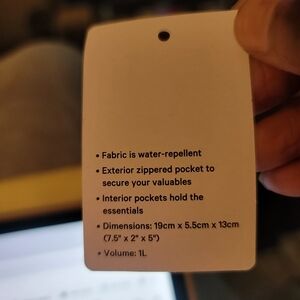 • Fabric is water-repellent
• Exterior zippered pocket to
secure your valuables
• Interior pockets hold the
essentials
• Dimensions: 19cm x 5.5cm x 13cm
(7.5" x 2" x 5")
• Volume: 1L